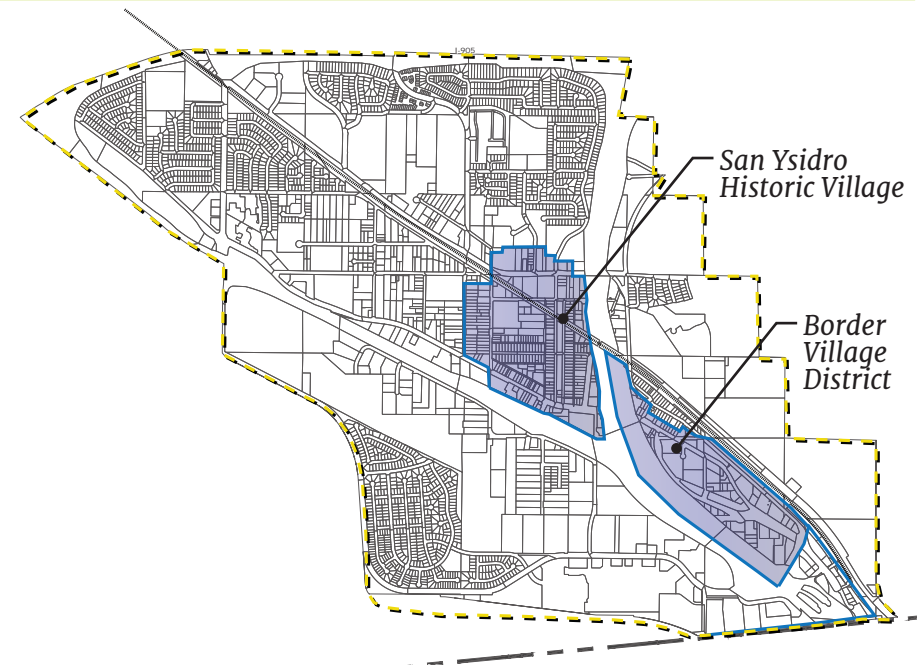 I-905
San Ysidro
Historic Village
Border
Village
District